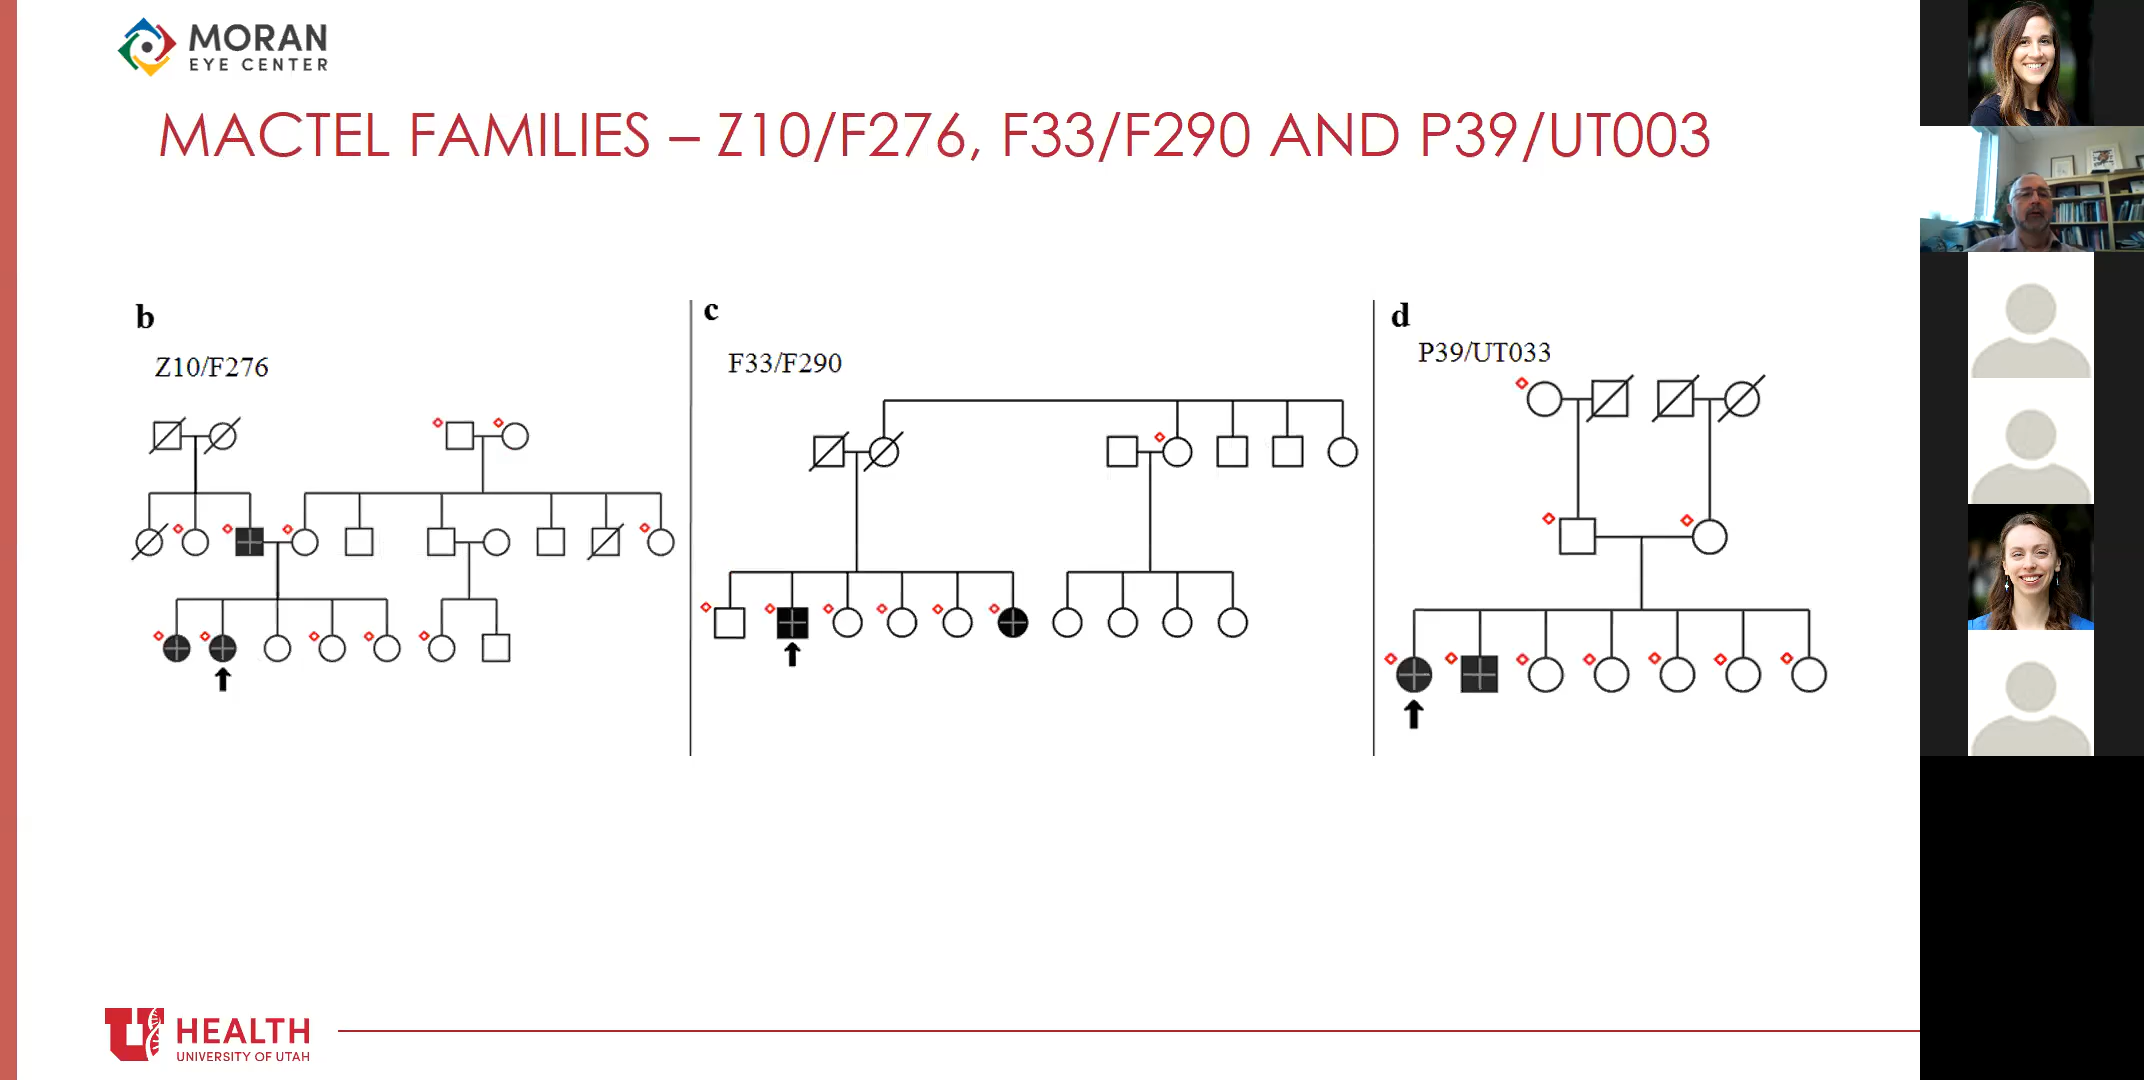 MORAN
EYE CENTER
MACTEL FAMILIES – Z10/F276, F33/F290 AND P39/UT003
b
Z10/F276
c
F33/F290
d
P39/UT033
U HEALTH
UNIVERSITY OF UTAH